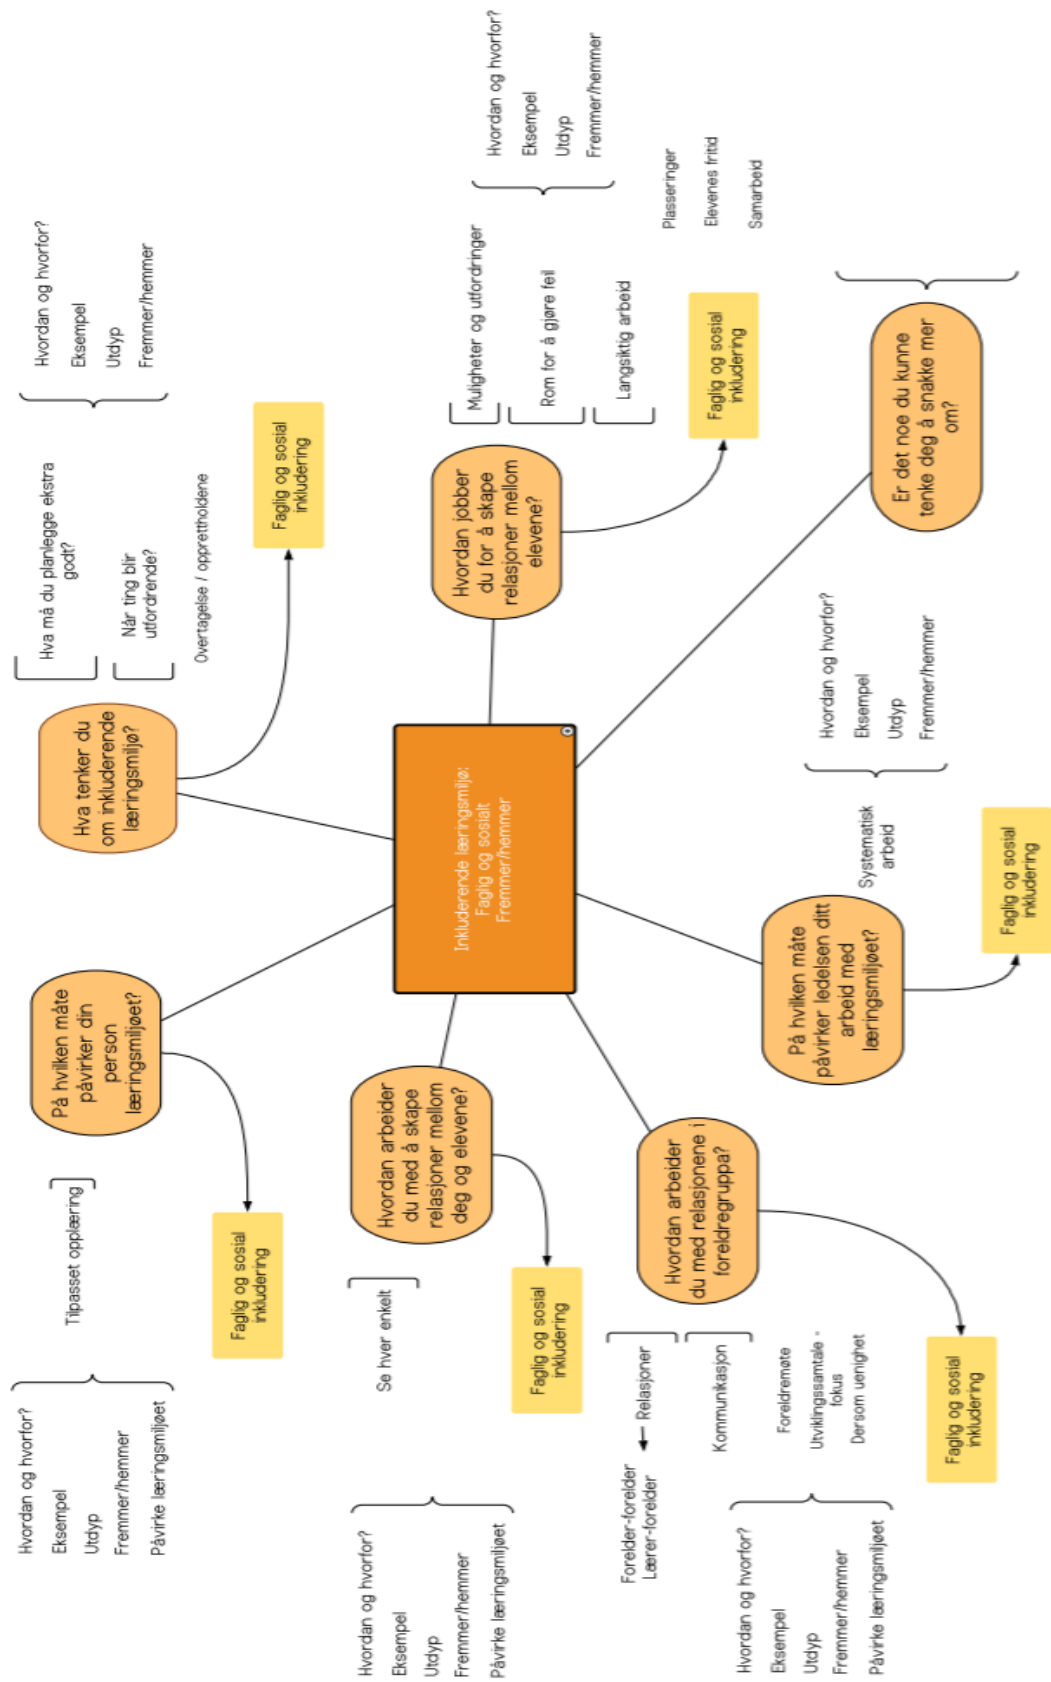 Hvordan og hvorfor?
Eksempel
Utdyp
Fremmer/hemmer
Påvirke læringsmiljøet
Tilpasset opplæring
På hvilken måte
påvirker din
person
læringsmiljøet?
Faglig og sosial
inkludering
Hva tenker du
om inkluderende
læringsmiljø?
Hva må du planlegge ekstra
godt?
Når ting blir
utfordrende?
Overtagelse / opprettholdene
Hvordan og hvorfor?
Eksempel
Utdyp
Fremmer/hemmer
Faglig og sosial
inkludering
Hvordan og hvorfor?
Eksempel
Utdyp
Fremmer/hemmer
Påvirke læringsmiljøet
Se hver enkelt
Hvordan arbeider
du med å skape
relasjoner mellom
deg og elevene?
Faglig og sosial
inkludering
Inkluderende læringsmiljø:
Faglig og sosialt
Fremmer/hemmer
Hvordan jobber
du for å skape
relasjoner mellom
elevene?
Muligheter og utfordringer
Rom for å gjøre feil
Langsiktig arbeid
Hvordan og hvorfor?
Eksempel
Utdyp
Fremmer/hemmer
Plasseringer
Elevenes fritid
Samarbeid
Faglig og sosial
inkludering
Forelder-forelder
Lærer-forelder
Relasjoner
Kommunikasjon
Foreldremøte
Utviklingssamtale -
fokus
Dersom uenighet
Hvordan og hvorfor?
Eksempel
Utdyp
Fremmer/hemmer
Påvirke læringsmiljøet
Hvordan arbeider
du med relasjonene i
foreldregruppa?
Faglig og sosial
inkludering
På hvilken måte
påvirker ledelsen ditt
arbeid med
læringsmiljøet?
Systematisk
arbeid
Hvordan og hvorfor?
Eksempel
Utdyp
Fremmer/hemmer
Faglig og sosial
inkludering
Er det noe du kunne
tenke deg å snakke mer
om?